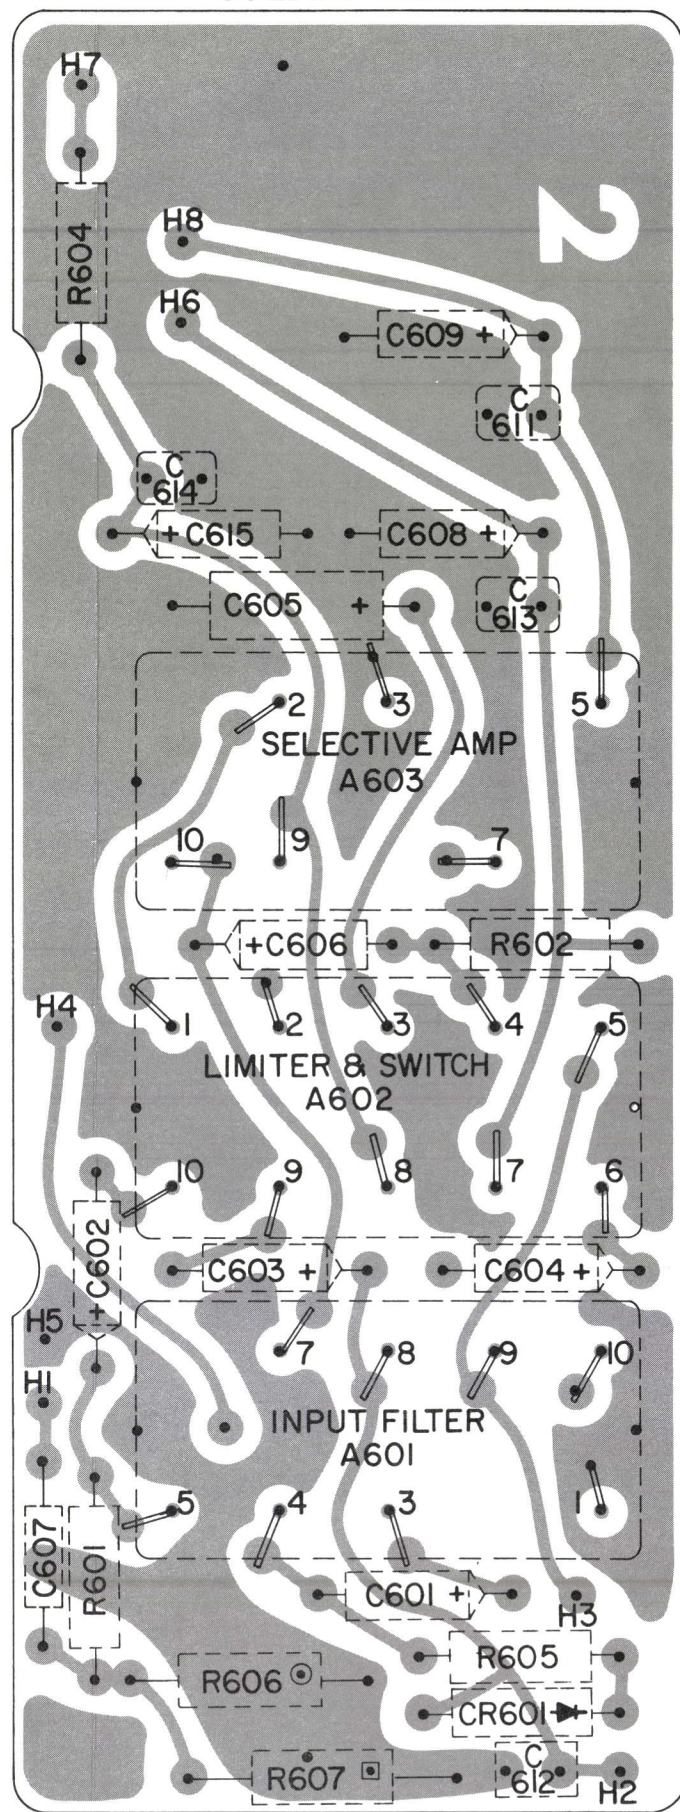 H7
2
H8
R604
H6
C609 +
C
611
C
614
+ C615
C608 +
C605 +
C
613
2 3 5
SELECTIVE AMP
A603
10 9 7
+C606
R602
H4
1 2 3 4 5
LIMITER & SWITCH
A602
10 9 8 7 6
+C602
C603 +
C604 +
H5
7 8 9 10
H1
INPUT FILTER
A601
5 4 3 1
C607
R601
C601 +
H3
R605
R606
CR601
R607
C
612
H2